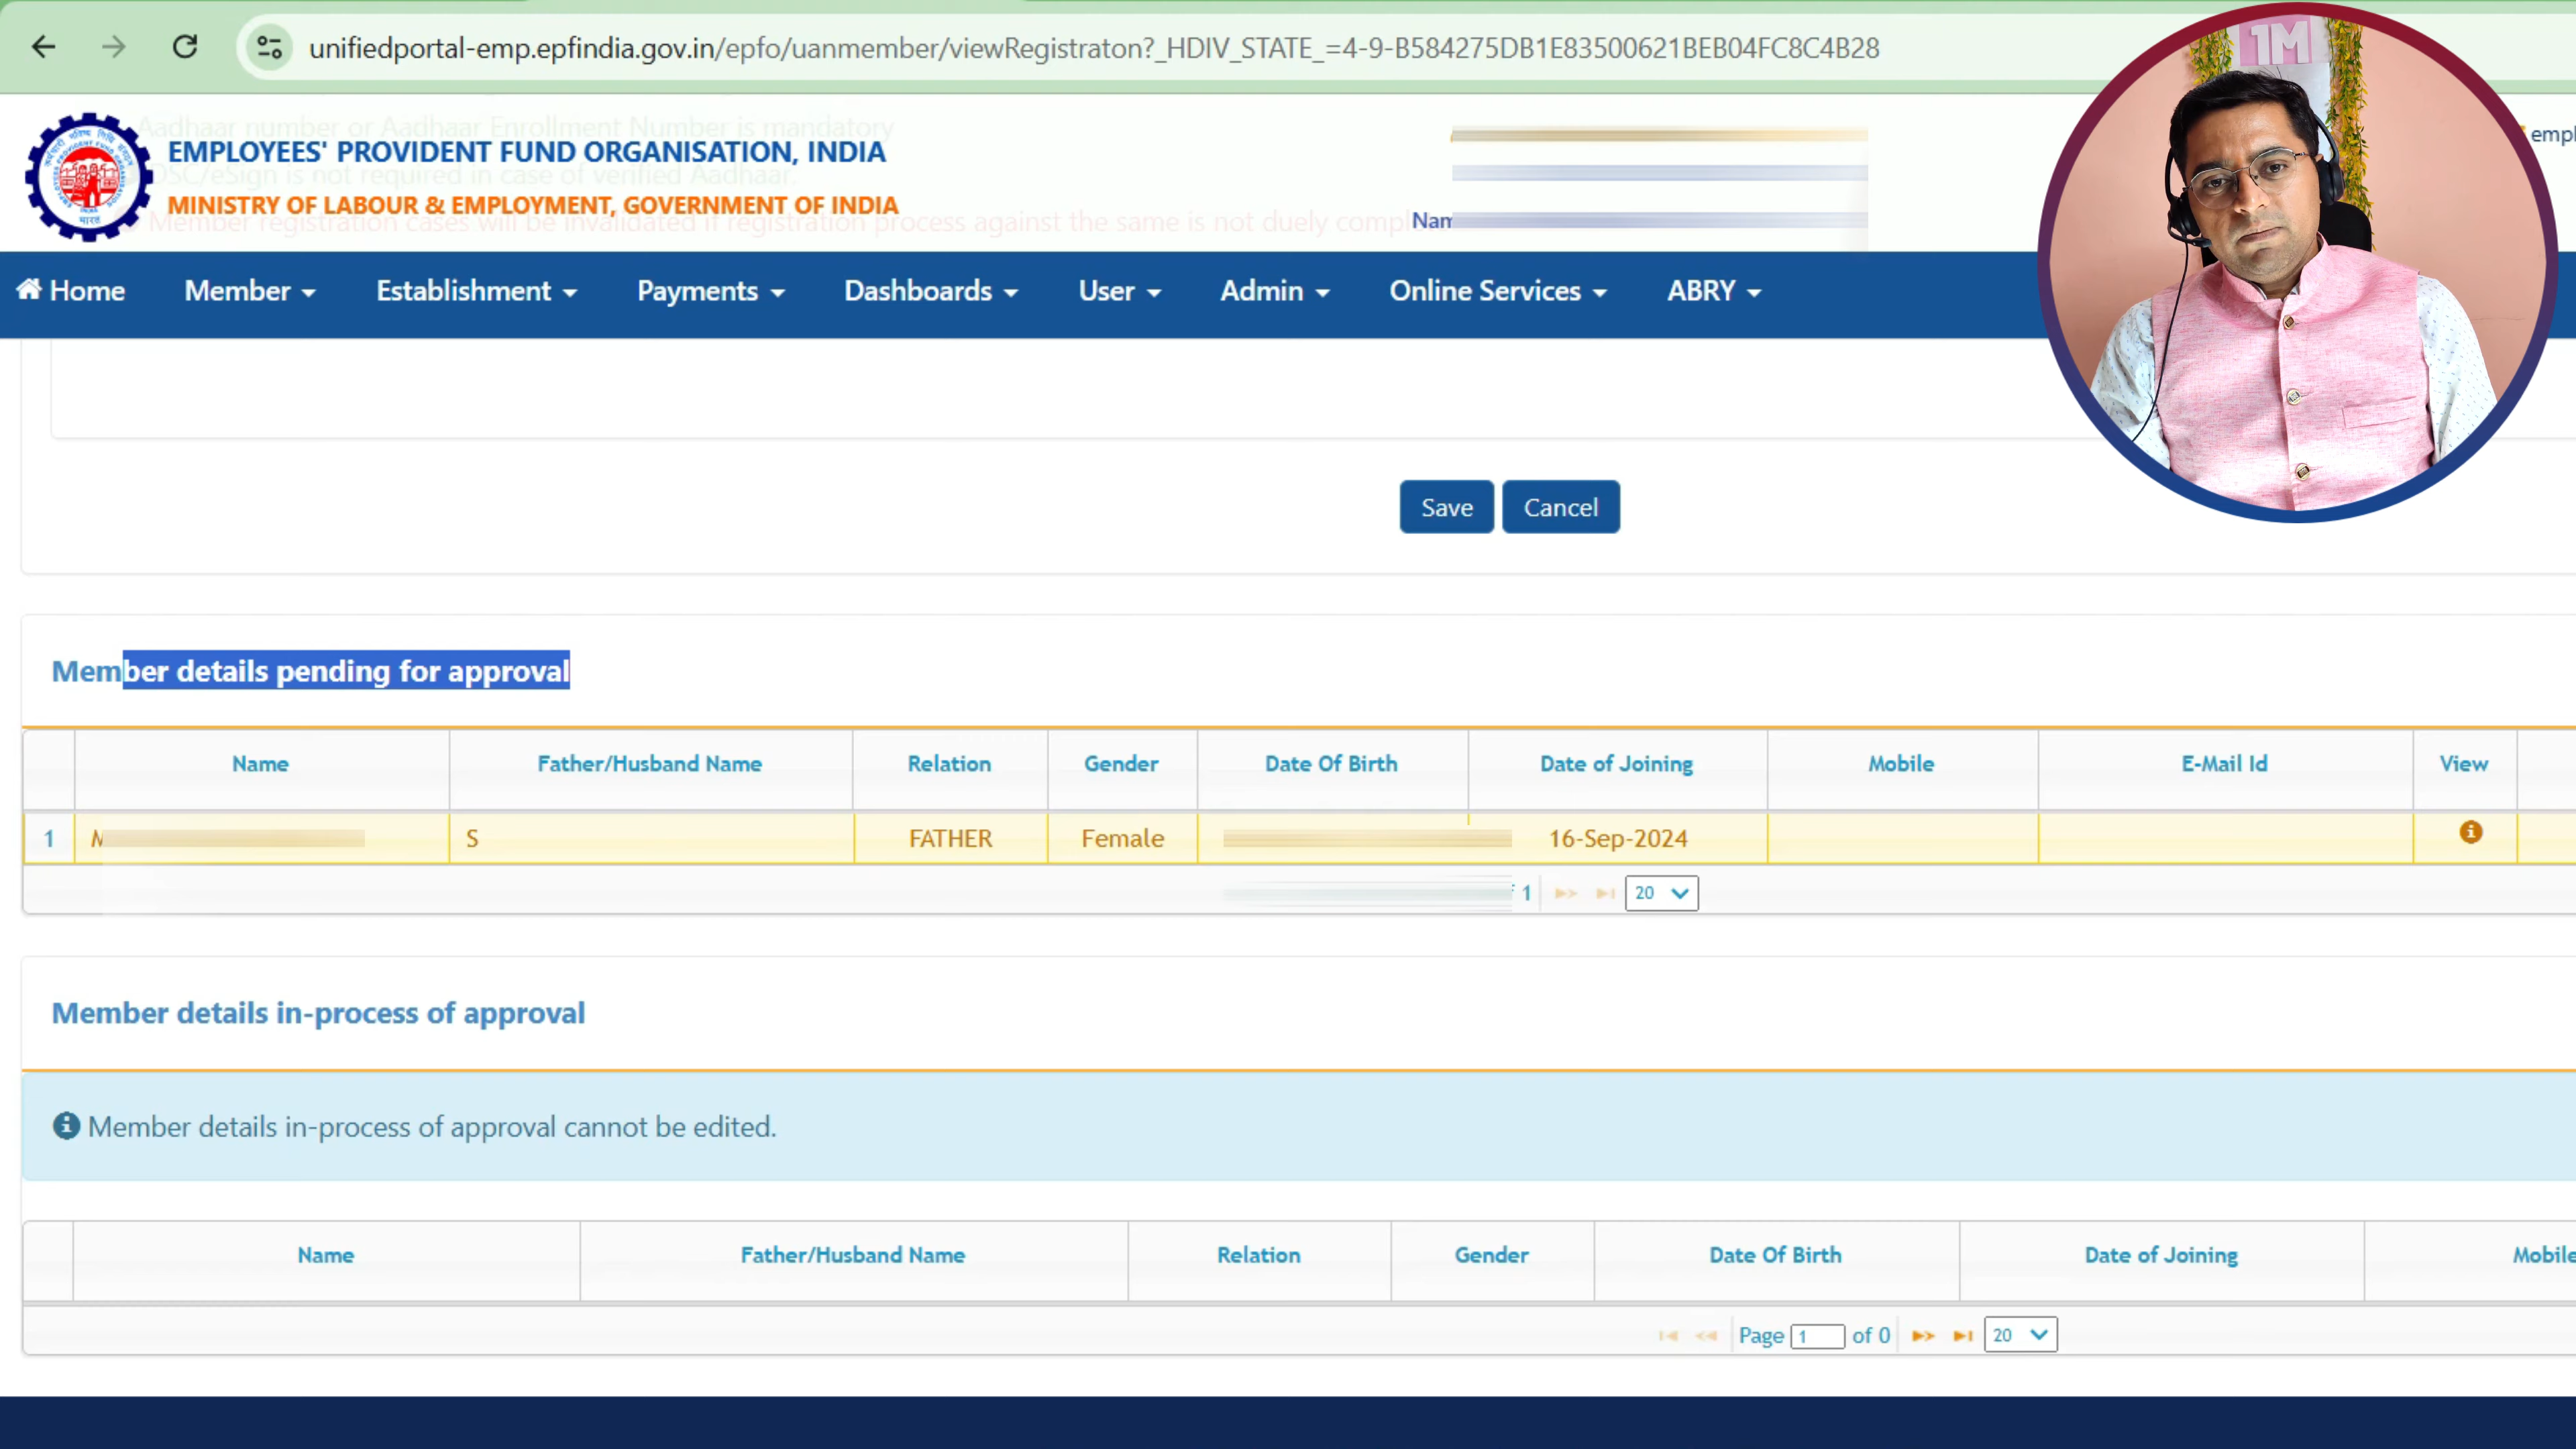 unifiedportal-emp.epfindia.gov.in/epfo/uanmember/viewRegistraton?_HDIV_STATE_=4-9-B584275DB1E83500621BEB04FC8C4B28
1M
Aadhaar number or Aadhaar Enrollment Number is mandatory
EMPLOYEES' PROVIDENT FUND ORGANISATION, INDIA
DSC/eSign is not required in case of verified Aadhaar.
MINISTRY OF LABOUR & EMPLOYMENT, GOVERNMENT OF INDIA
Member registration cases will be invalidated if registration process against the same is not duely
Home Member Establishment Payments Dashboards User Admin Online Services ABRY
Save Cancel
Member details pending for approval
Name Father/Husband Name Relation Gender Date Of Birth Date of Joining Mobile E-Mail Id View
1 M S FATHER Female 16-Sep-2024
1 20
Member details in-process of approval
Member details in-process of approval cannot be edited.
Name Father/Husband Name Relation Gender Date Of Birth Date of Joining Mobile
Page 1 of 0 20